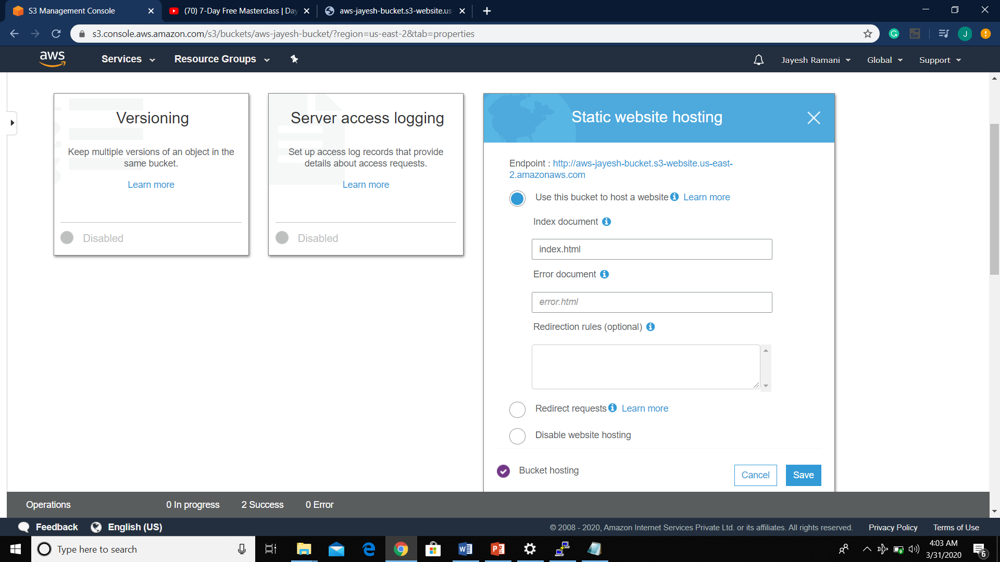 S3 Management Console
(70) 7-Day Free Masterclass | Day
aws-jayesh-bucket.s3-website.us-
s3.console.aws.amazon.com/s3/buckets/aws-jayesh-bucket/?region=us-east-2&tab=properties
G
Se
J
aws
Services
Resource Groups
Jayesh Ramani
Global
Support
Versioning
Keep multiple versions of an object in the
same bucket.
Learn more
Disabled
Server access logging
Set up access log records that provide
details about access requests.
Learn more
Disabled
Static website hosting
Endpoint : http://aws-jayesh-bucket.s3-website.us-east-
2.amazonaws.com
Use this bucket to host a website Learn more
Index document
index.html
Error document
error.html
Redirection rules (optional)
Redirect requests Learn more
Disable website hosting
Bucket hosting
Cancel
Save
Operations
0 In progress
2 Success
0 Error
Feedback
English (US)
© 2008 - 2020, Amazon Internet Services Private Ltd. or its affiliates. All rights reserved.
Privacy Policy
Terms of Use
Type here to search
4:03 AM
3/31/2020
6